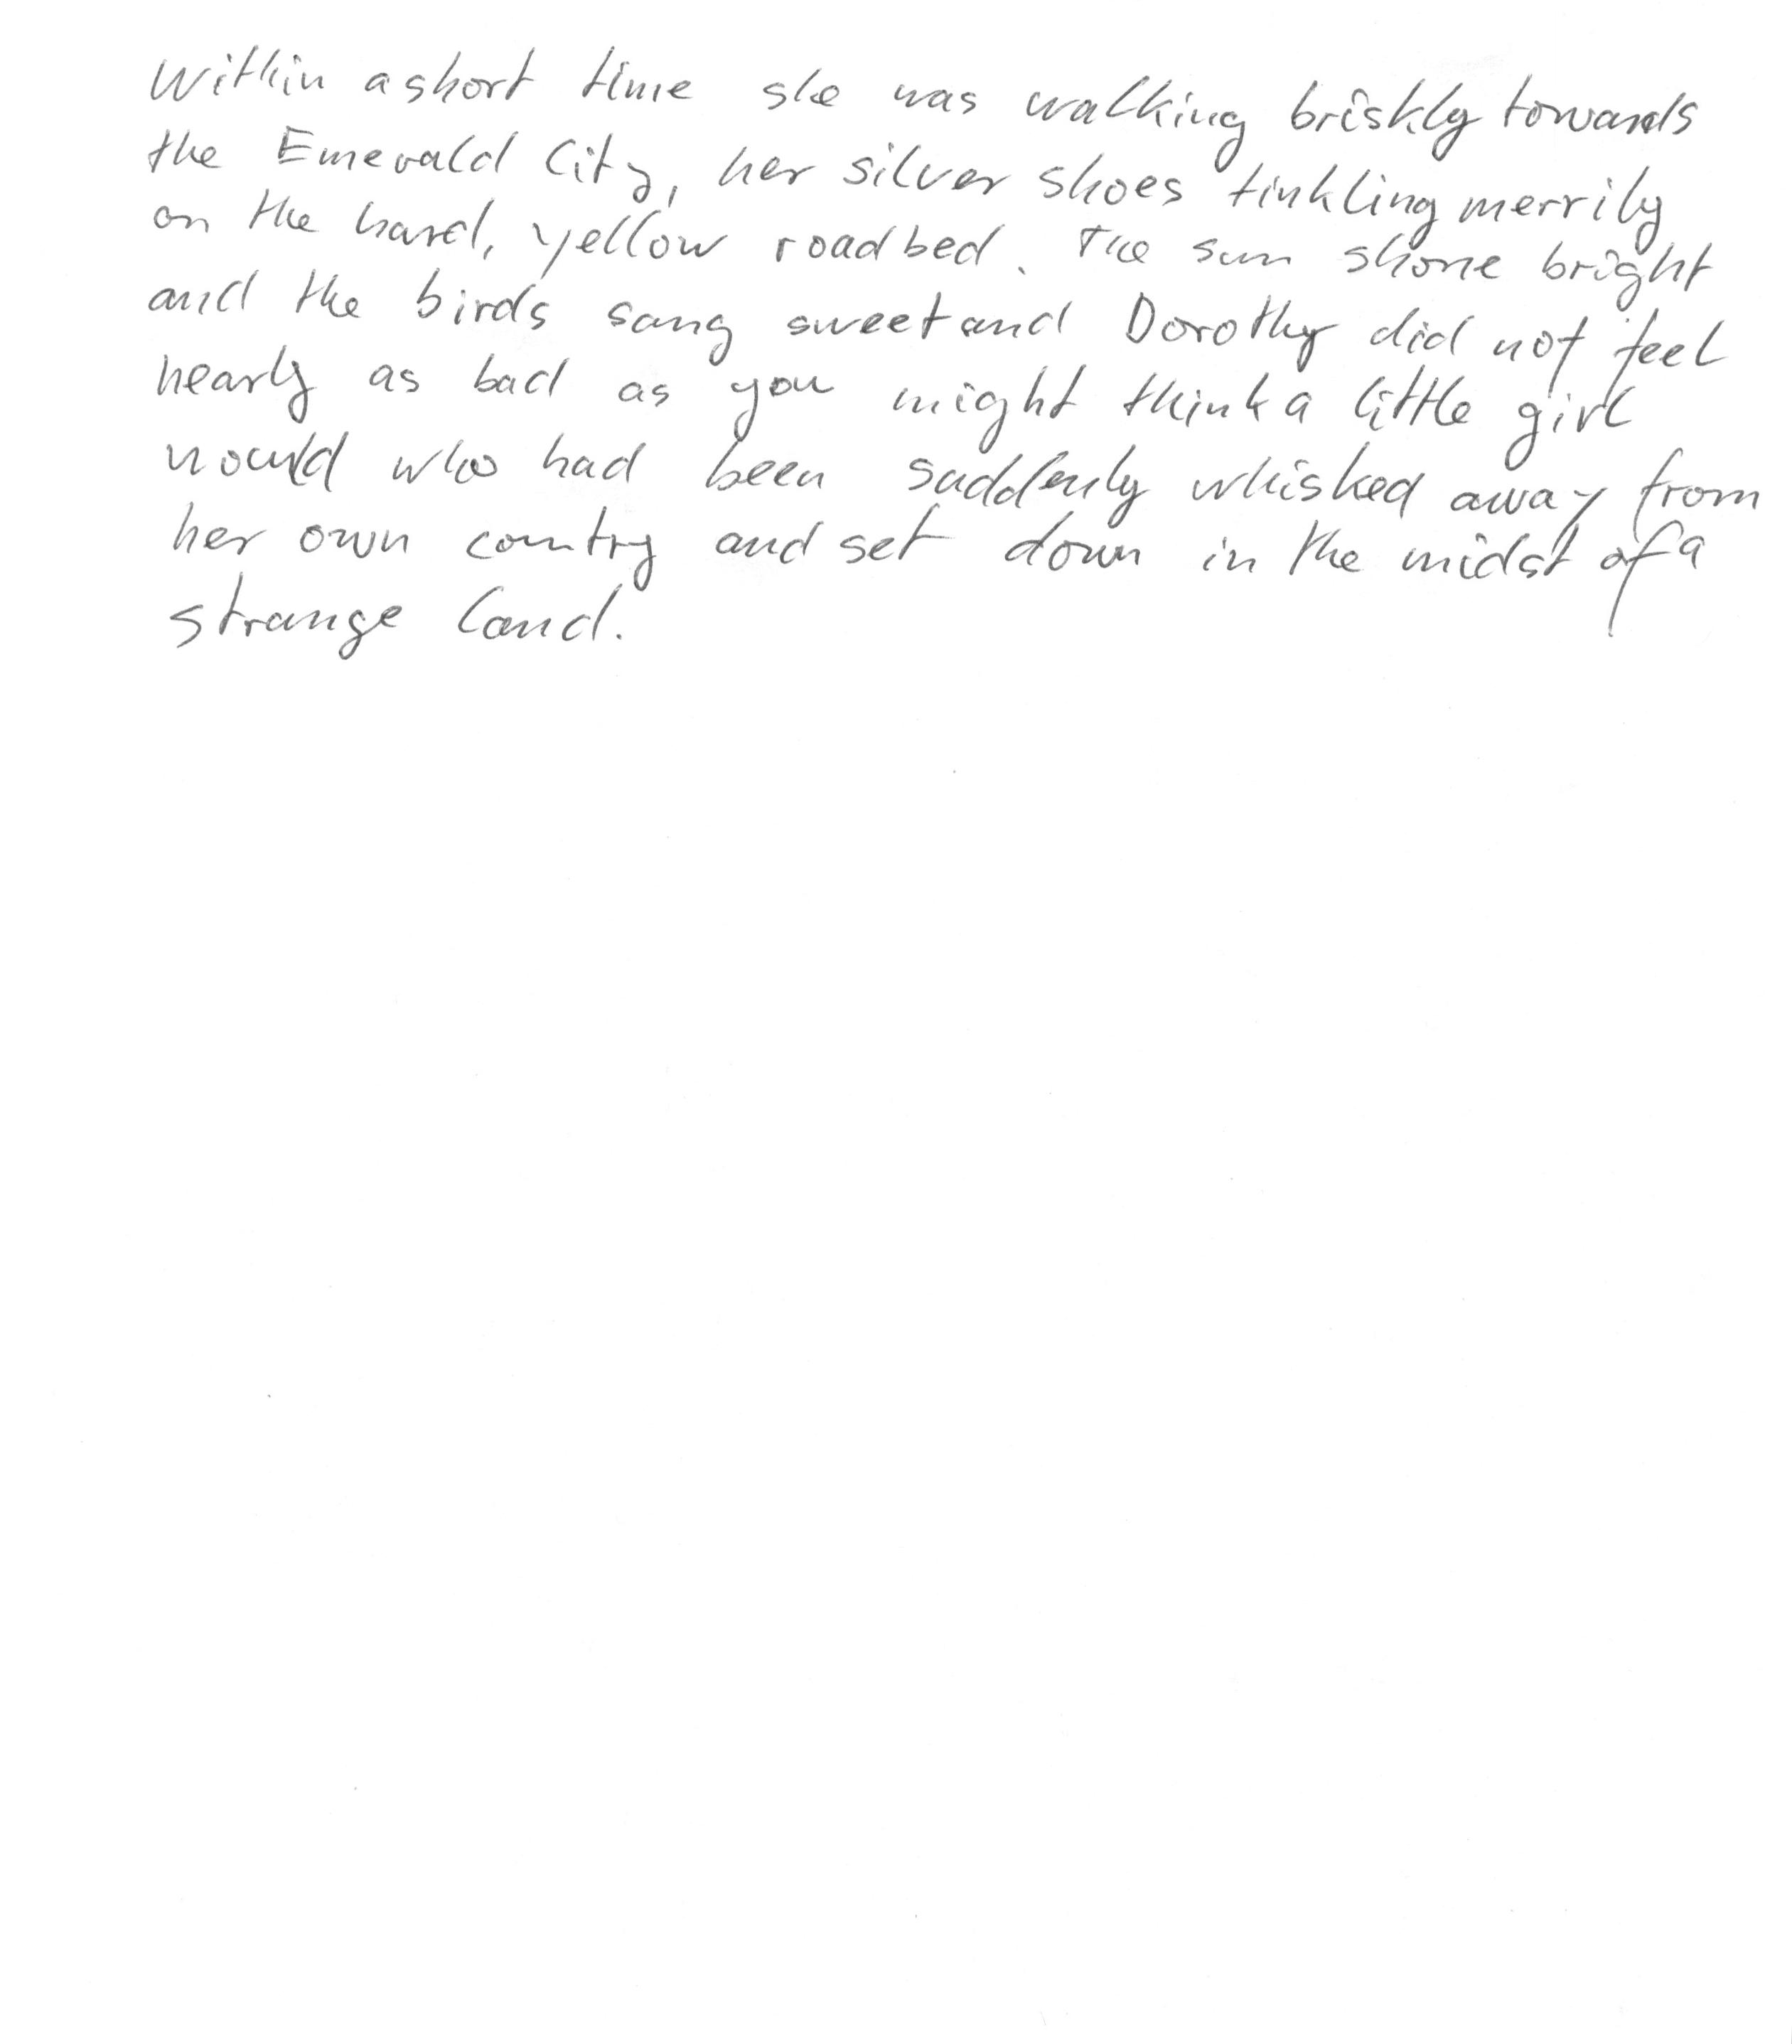 Within a short time she was walking briskly towards
the Emerald City, her silver shoes tinkling merrily
on the hard, yellow roadbed. The sun shone bright
and the birds sang sweet and Dorothy did not feel
nearly as bad as you might think a little girl
would who had been suddenly whisked away from
her own country and set down in the midst of a
strange land.